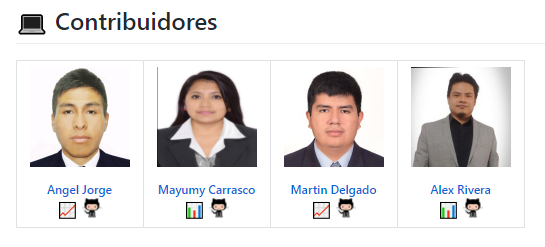 Contribuidores
Angel Jorge
Mayumy Carrasco
Martin Delgado
Alex Rivera